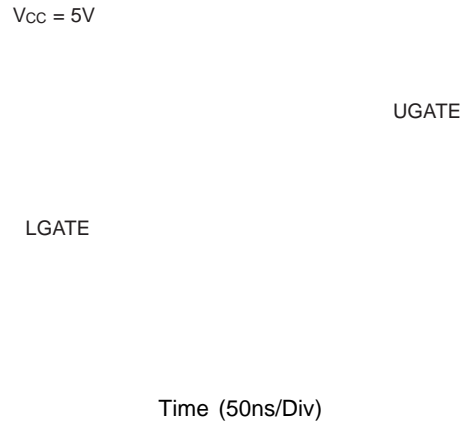 Vcc = 5V
UGATE
LGATE
Time (50ns/Div)